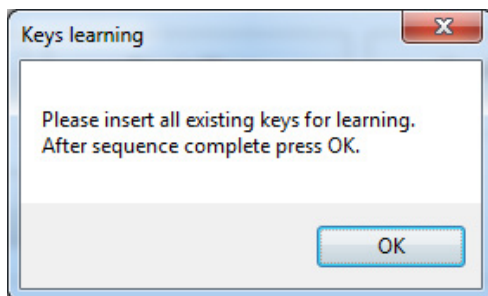 Keys learning
Please insert all existing keys for learning.
After sequence complete press OK.
OK